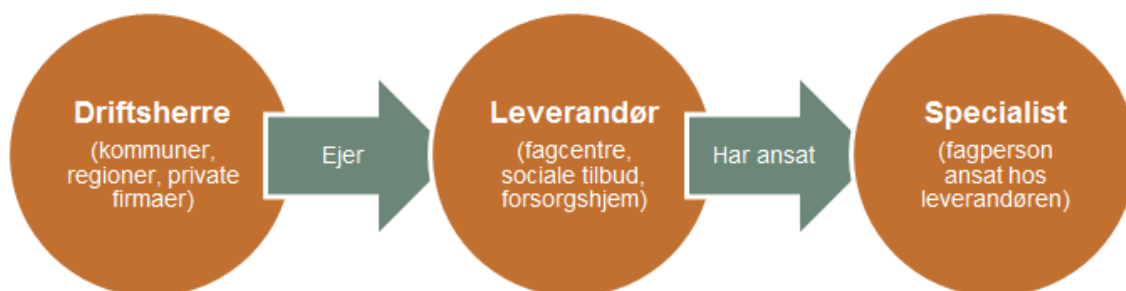 Driftsherre
(kommuner,
regioner, private
firmaer)
Ejer
Leverandør
(fagcentre,
sociale tilbud,
forsorgshjem)
Har ansat
Specialist
(fagperson
ansat hos
leverandøren)